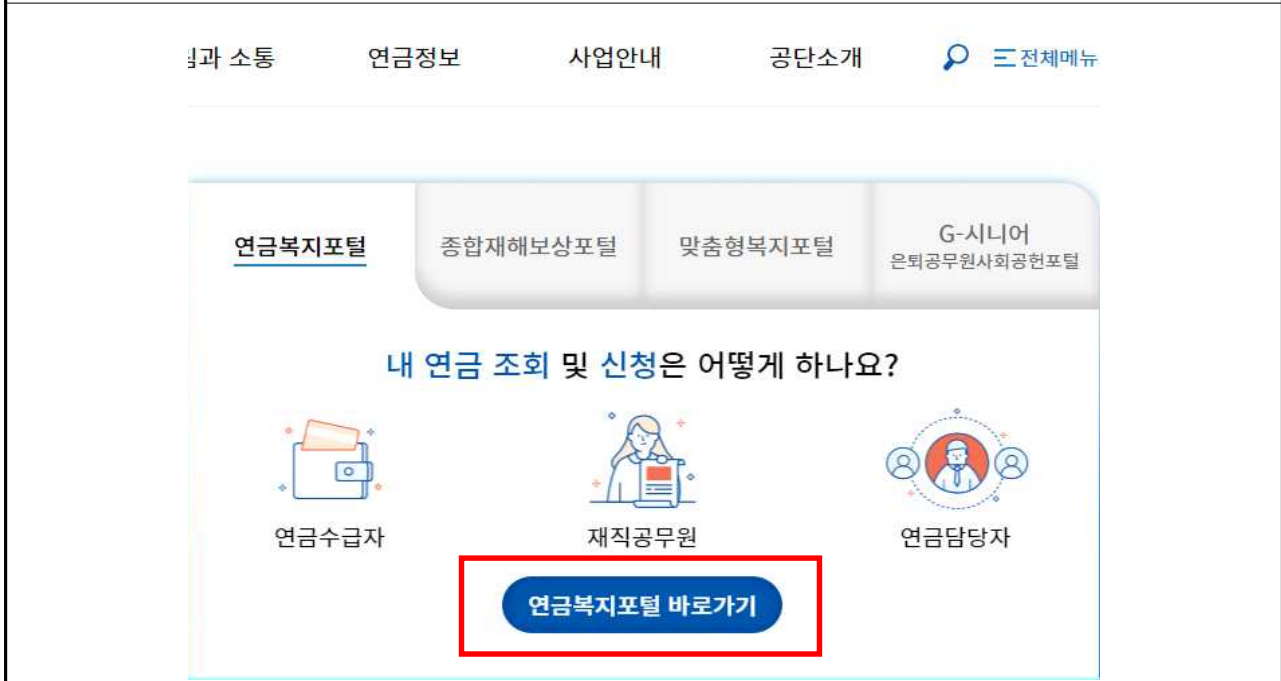 과 소통 연금정보 사업안내 공단소개 전체메뉴
연금복지포털 종합재해보상포털 맞춤형복지포털 G-시니어
은퇴공무원사회공헌포털
내 연금 조회 및 신청은 어떻게 하나요?
연금수급자 재직공무원 연금담당자
연금복지포털 바로가기